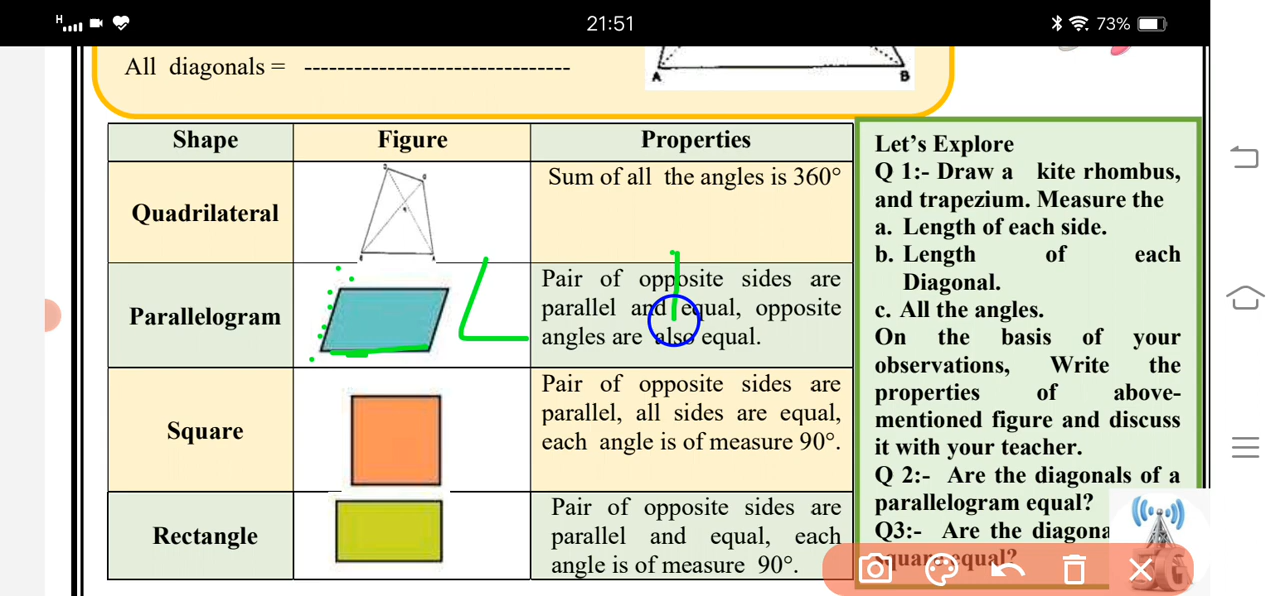 H 21:51 73%
All diagonals = -------------------------------
A B
Shape Figure Properties
Quadrilateral
Sum of all the angles is 360°
Parallelogram
Pair of opposite sides are
parallel and equal, opposite
angles are also equal.
Square
Pair of opposite sides are
parallel, all sides are equal,
each angle is of measure 90°.
Rectangle
Pair of opposite sides are
parallel and equal, each
angle is of measure 90°.
Let's Explore
Q 1:- Draw a kite rhombus,
and trapezium. Measure the
a. Length of each side.
b. Length of each
Diagonal.
c. All the angles.
On the basis of your
observations, Write the
properties of above-
mentioned figure and discuss
it with your teacher.
Q 2:- Are the diagonals of a
parallelogram equal?
Q3:- Are the diagona
square equal?